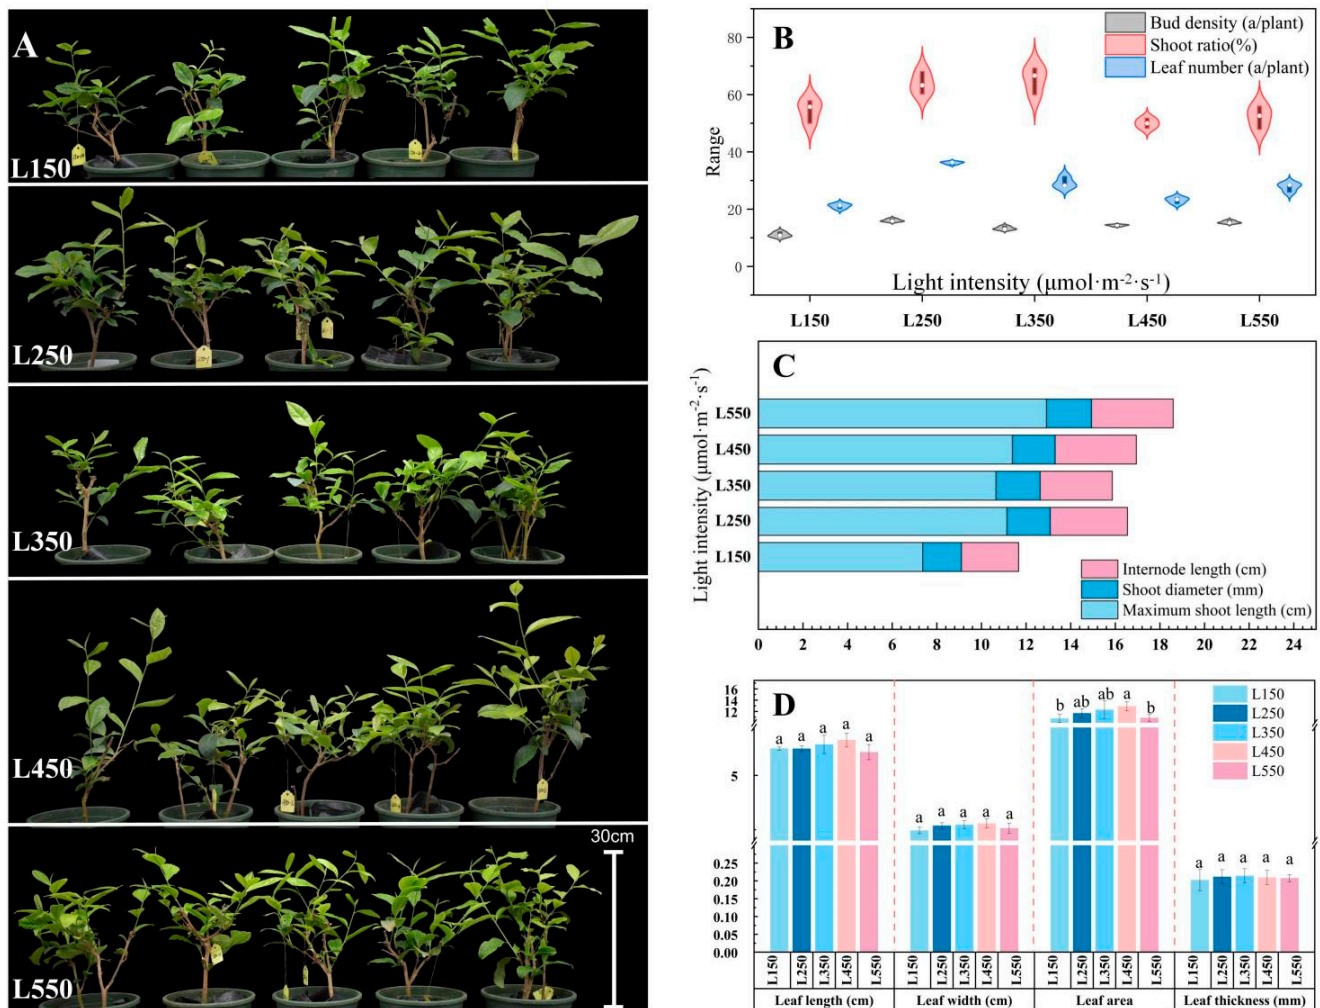 A
L150
L250
L350
L450
30cm
L550
B
Bud density (a/plant)
Shoot ratio(%)
Leaf number (a/plant)
80
60
40
20
0
Range
Light intensity (μmol·m⁻²·s⁻¹)
L150 L250 L350 L450 L550
C
Light intensity (μmol·m⁻²·s⁻¹)
L550
L450
L350
L250
L150
Internode length (cm)
Shoot diameter (mm)
Maximum shoot length (cm)
0 2 4 6 8 10 12 14 16 18 20 22 24
D
16
14
12
5
0.25
0.20
0.15
0.10
0.05
0.00
a a a a a
a a a a a
b ab ab a b
a a a a a
L150
L250
L350
L450
L550
L150 L250 L350 L450 L550 L150 L250 L350 L450 L550 L150 L250 L350 L450 L550 L150 L250 L350 L450 L550
Leaf length (cm) Leaf width (cm) Leaf area Leaf thickness (mm)